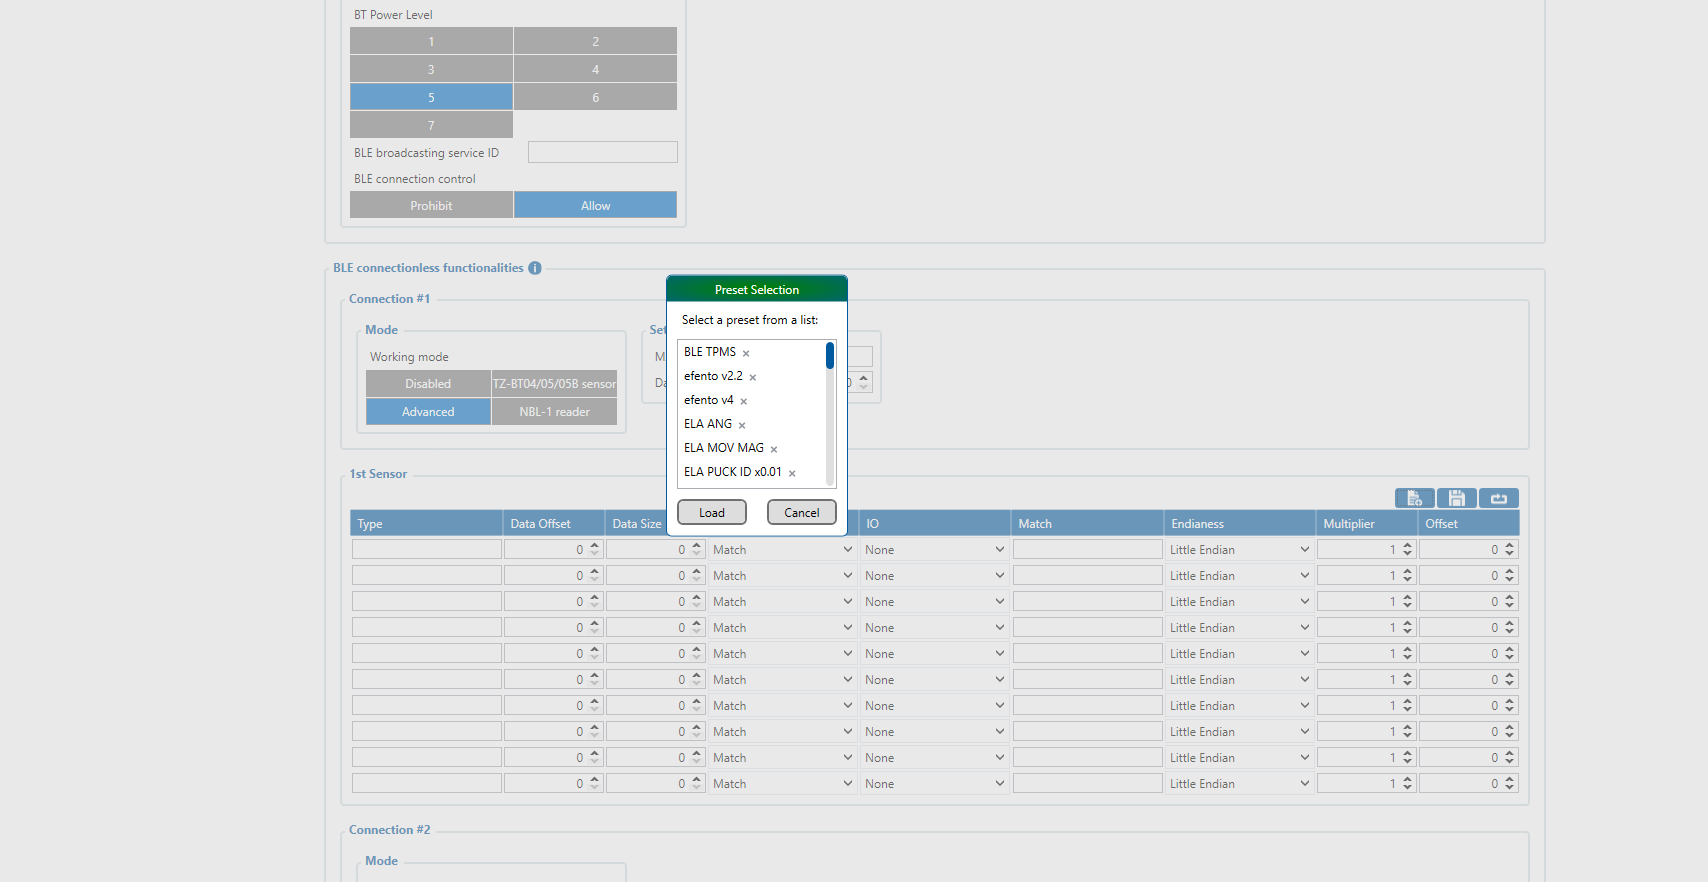 BT Power Level
1 2
3 4
5 6
7
BLE broadcasting service ID
BLE connection control
Prohibit Allow
BLE connectionless functionalities
Connection #1
Mode
Working mode
Disabled TZ-BT04/05/05B sensor
Advanced NBL-1 reader
Preset Selection
Select a preset from a list:
BLE TPMS ×
efento v2.2 ×
efento v4 ×
ELA ANG ×
ELA MOV MAG ×
ELA PUCK ID x0.01 ×
Load Cancel
1st Sensor
Type Data Offset Data Size IO Match Endianess Multiplier Offset
0 0 Match None Little Endian 1 0
0 0 Match None Little Endian 1 0
0 0 Match None Little Endian 1 0
0 0 Match None Little Endian 1 0
0 0 Match None Little Endian 1 0
0 0 Match None Little Endian 1 0
0 0 Match None Little Endian 1 0
0 0 Match None Little Endian 1 0
0 0 Match None Little Endian 1 0
0 0 Match None Little Endian 1 0
Connection #2
Mode